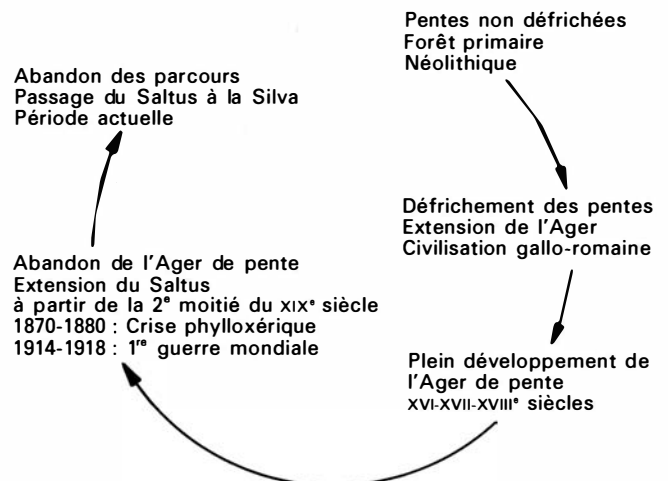 Pentes non défrichées
Forêt primaire
Néolithique
Défrichement des pentes
Extension de l'Ager
Civilisation gallo-romaine
Plein développement de
l'Ager de pente
XVI-XVII-XVIIIᵉ siècles
Abandon de l'Ager de pente
Extension du Saltus
à partir de la 2ᵉ moitié du XIXᵉ siècle
1870-1880 : Crise phylloxérique
1914-1918 : 1ʳᵉ guerre mondiale
Abandon des parcours
Passage du Saltus à la Silva
Période actuelle